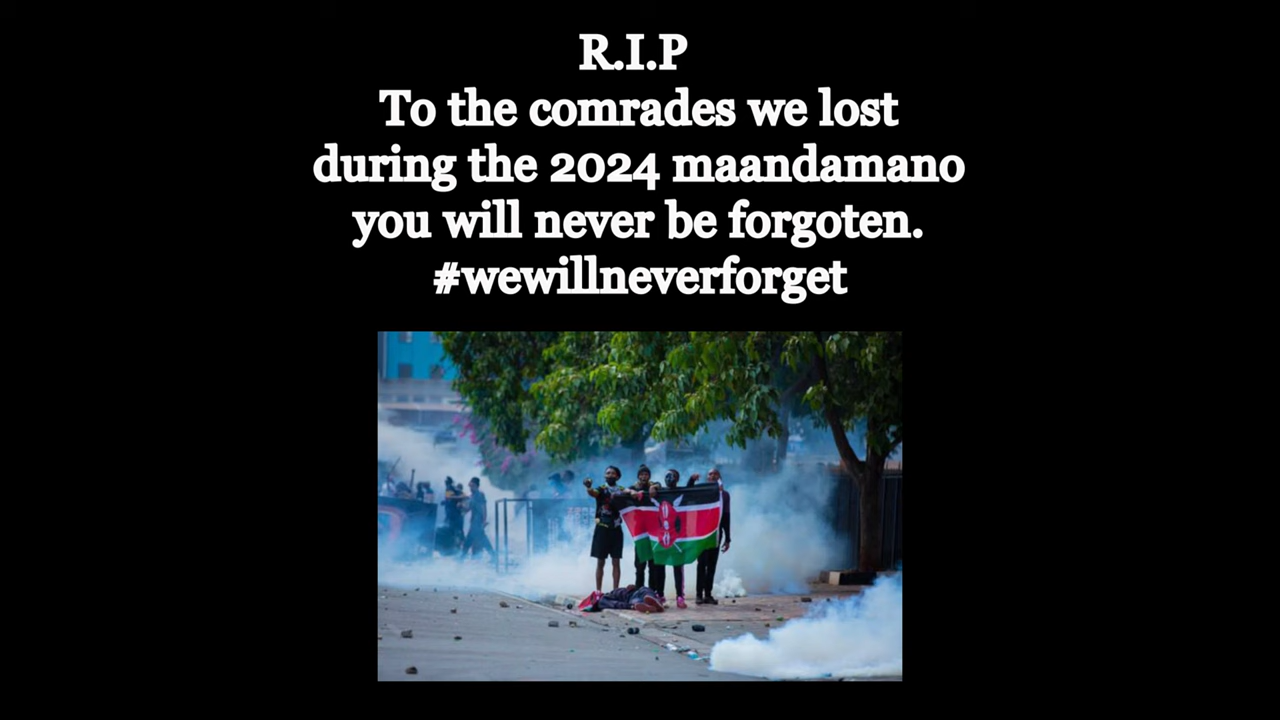 R.I.P
To the comrades we lost
during the 2024 maandamano
you will never be forgoten.
#wewillneverforget